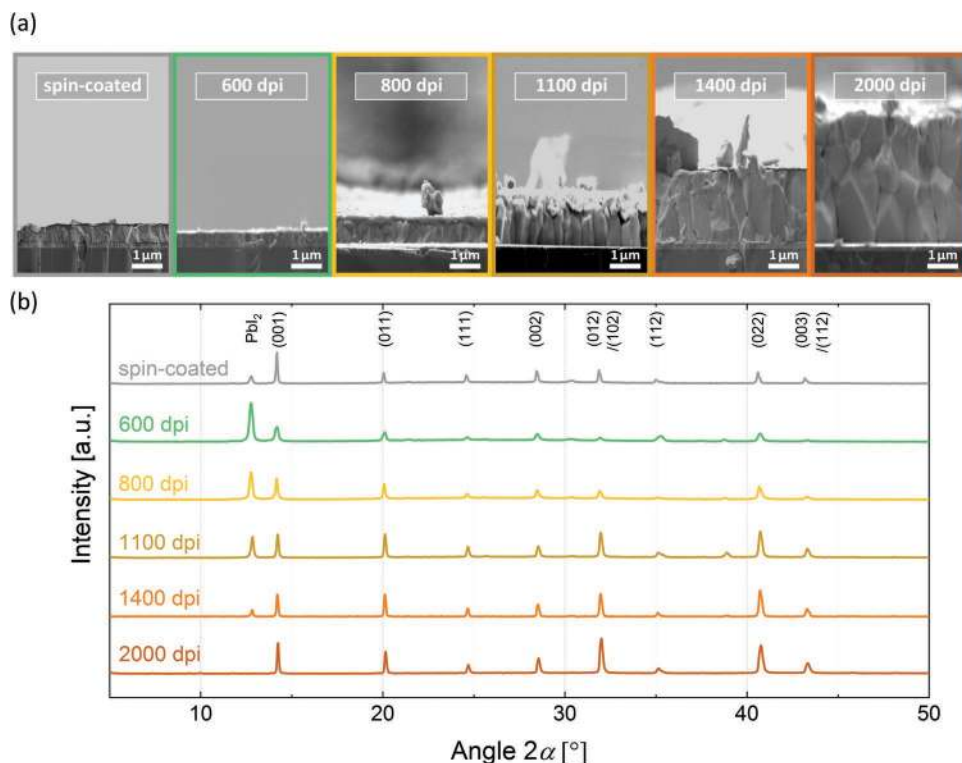 (a)
spin-coated 600 dpi 800 dpi 1100 dpi 1400 dpi 2000 dpi
1 µm 1 µm 1 µm 1 µm 1 µm 1 µm
(b)
PbI₂ (001) (011) (111) (002) (012) /(102) (112) (022) (003) /(112)
spin-coated
600 dpi
800 dpi
1100 dpi
1400 dpi
2000 dpi
Intensity [a.u.]
10 20 30 40 50
Angle 2α [°]